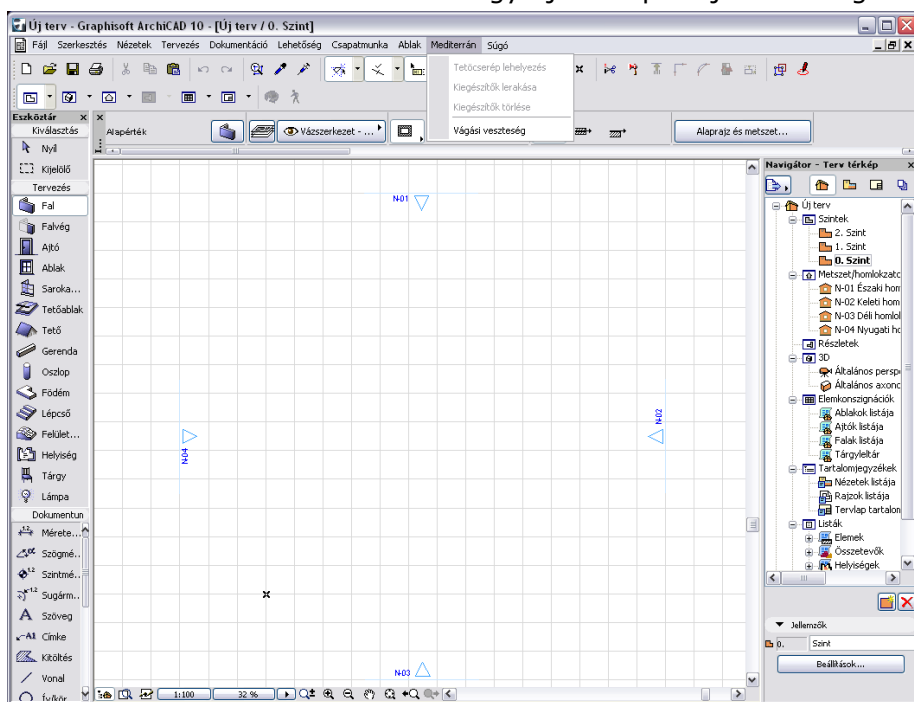 Új terv - Graphisoft ArchiCAD 10 - [Új terv / 0. Szint]
Fájl Szerkesztés Nézetek Tervezés Dokumentáció Lehetőség Csapatmunka Ablak Mediterrán Súgó
Tetőcserép lehelyezés
Kiegészítők lerakása
Kiegészítők törlése
Vágási veszteség
Eszköztár
Kiválasztás
Nyíl
Kijelölő
Tervezés
Fal
Falvég
Ajtó
Ablak
Saroka...
Tetőablak
Tető
Gerenda
Oszlop
Födém
Lépcső
Felület...
Helyiség
Tárgy
Lámpa
Dokumentun
Mérete...
Szögmé..
Szintmé..
Sugárm..
Szöveg
Címke
Kitöltés
Vonal
Alapérték
Vázszerkezet - ...
Alaprajz és metszet...
N-01
N-02
N-04
N-03
1:100
32 %
Navigátor - Terv térkép
Új terv
Szintek
2. Szint
1. Szint
0. Szint
Metszet/homlokzatc
N-01 Északi hom
N-02 Keleti hom
N-03 Déli homlol
N-04 Nyugati hc
Részletek
3D
Általános persp
Általános axonc
Elemkonszignációk
Ablakok listája
Ajtók listája
Falak listája
Tárgyleltár
Tartalomjegyzékek
Nézetek listája
Rajzok listája
Tervlap tartalon
Listák
Elemek
Összetevők
Helyiségek
Jellemzők
0. Szint
Beállítások...